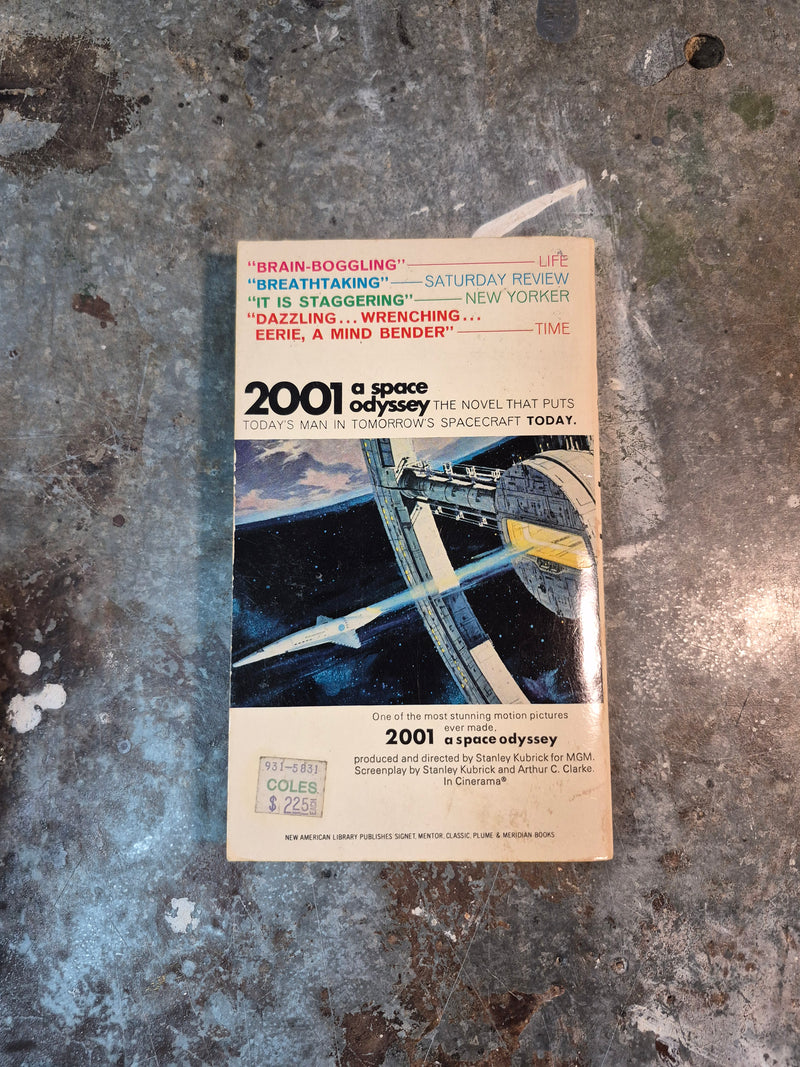 "BRAIN-BOGGLING" LIFE
"BREATHTAKING" SATURDAY REVIEW
"IT IS STAGGERING" NEW YORKER
"DAZZLING...WRENCHING...
EERIE, A MIND BENDER" TIME
2001 a space
odyssey THE NOVEL THAT PUTS
TODAY'S MAN IN TOMORROW'S SPACECRAFT TODAY.
One of the most stunning motion pictures
ever made,
2001 a space odyssey
produced and directed by Stanley Kubrick for MGM.
Screenplay by Stanley Kubrick and Arthur C. Clarke.
In Cinerama®
931-5831
COLES
$ 2.25
NEW AMERICAN LIBRARY PUBLISHES SIGNET, MENTOR, CLASSIC, PLUME & MERIDIAN BOOKS